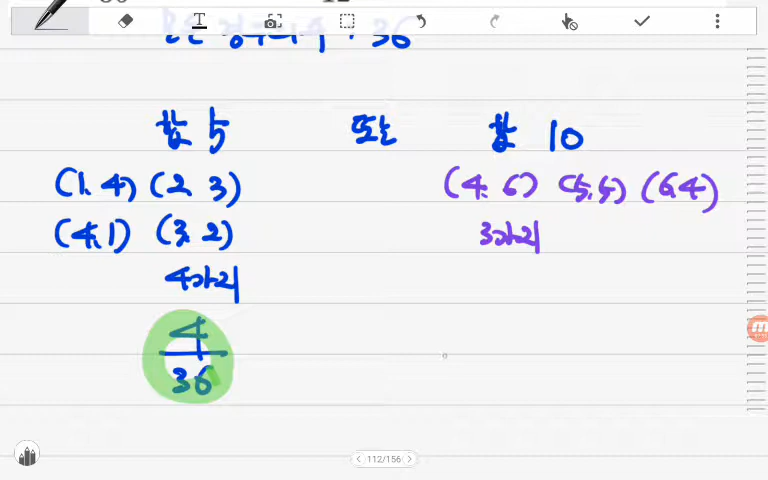 모든 경우의 수 : 36
합 5 또는 합 10
(1, 4) (2, 3) (4, 6) (5, 5) (6, 4)
(4, 1) (3, 2) 3가지
4가지
4
36
112/156